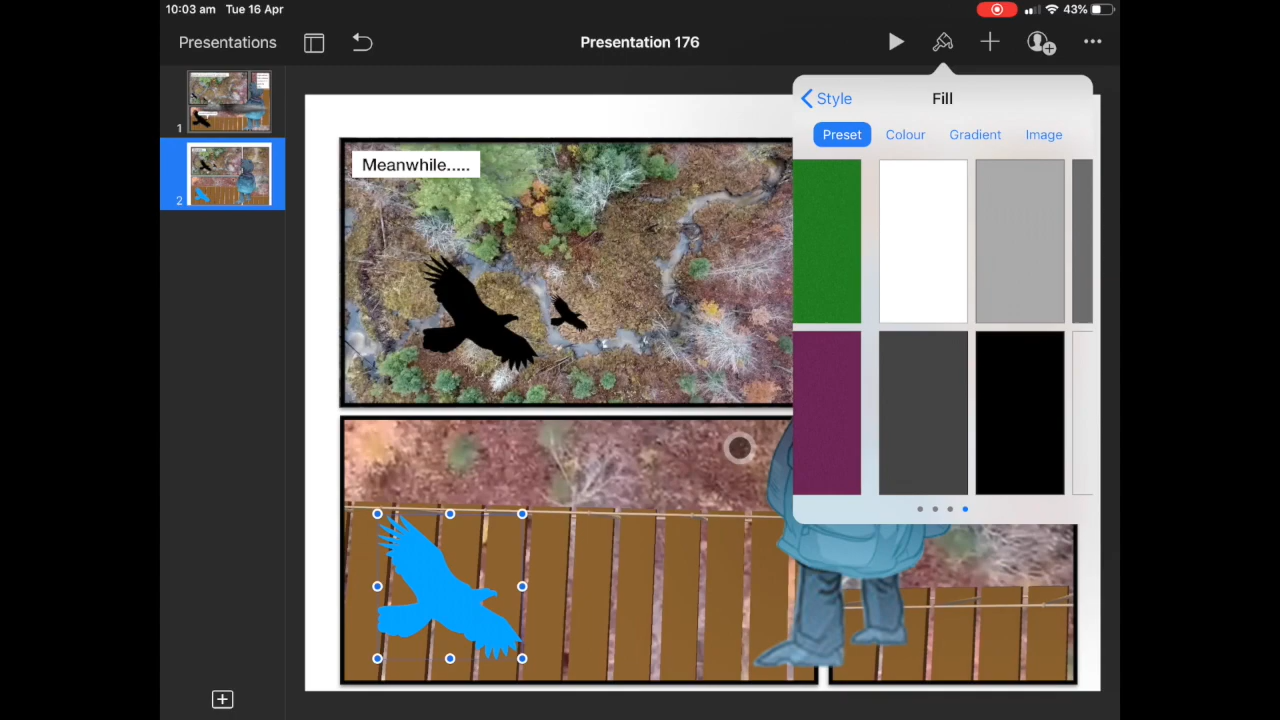 10:03 am Tue 16 Apr
43%
Presentations
Presentation 176
Style
Fill
Preset Colour Gradient Image
1
2
Meanwhile.....